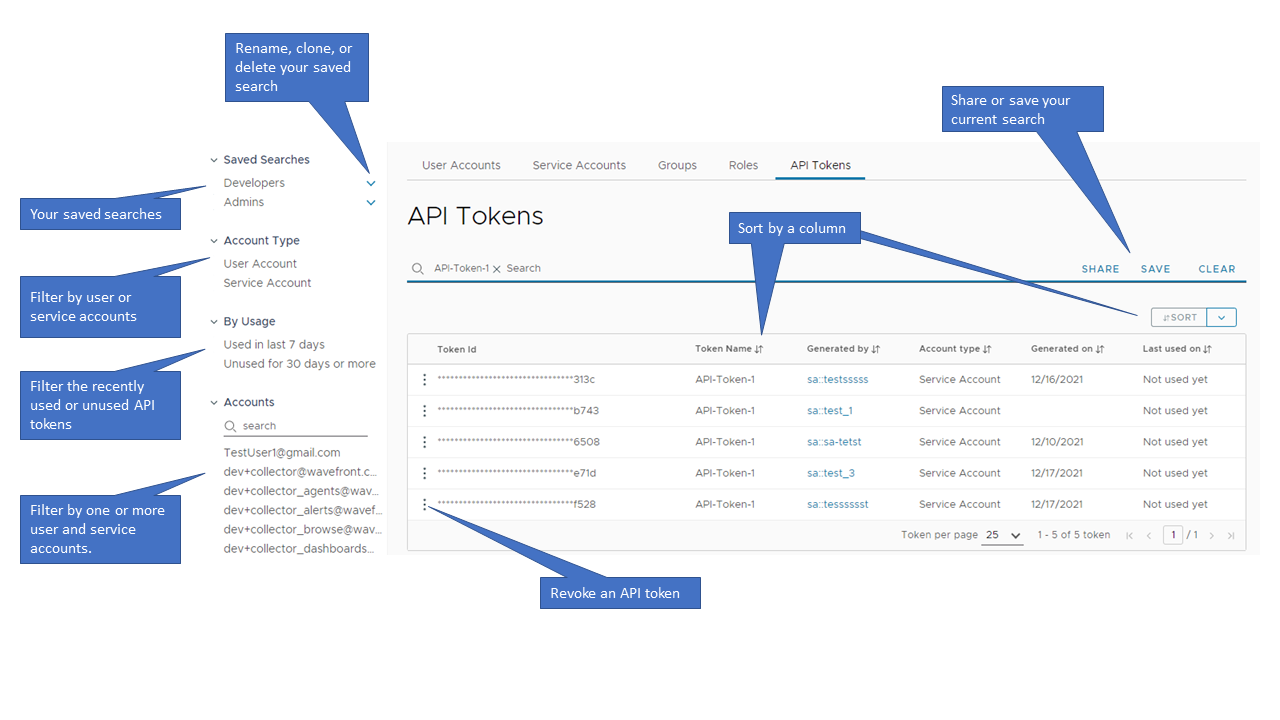 Rename, clone, or
delete your saved
search
Share or save your
current search
Saved Searches
Developers
Admins
Your saved searches
Account Type
User Account
Service Account
Filter by user or
service accounts
By Usage
Used in last 7 days
Unused for 30 days or more
Filter the recently
used or unused API
tokens
Accounts
search
TestUser1@gmail.com
dev+collector@wavefront.c...
dev+collector_agents@wav...
dev+collector_alerts@wavef...
dev+collector_browse@wav...
dev+collector_dashboards...
Filter by one or more
user and service
accounts.
User Accounts Service Accounts Groups Roles API Tokens
API Tokens
Sort by a column
API-Token-1 Search SHARE SAVE CLEAR
SORT
Token Id Token Name Generated by Account type Generated on Last used on
*********************************313c API-Token-1 sa::testsssss Service Account 12/16/2021 Not used yet
*********************************b743 API-Token-1 sa::test_1 Service Account Not used yet
*********************************6508 API-Token-1 sa::sa-tetst Service Account 12/10/2021 Not used yet
*********************************e71d API-Token-1 sa::test_3 Service Account 12/17/2021 Not used yet
*********************************f528 API-Token-1 sa::tesssssst Service Account 12/17/2021 Not used yet
Token per page 25 1 - 5 of 5 token 1 / 1
Revoke an API token